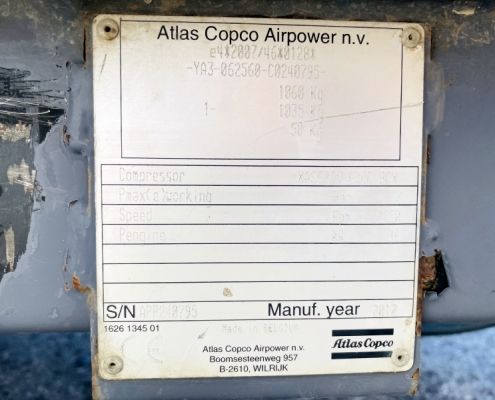 Atlas Copco Airpower n.v.
e4*2007/46*0128*
-YA3-062560-C0240795-
1060 Kg
1- 1035 Kg
50 Kg
Compressor
Pmax(e)working
Speed
Pengine
S/N Manuf. year 2012
1626 1345 01 Made in BELGIUM
CE
Atlas Copco Airpower n.v.
Boomsesteenweg 957
B-2610, WILRIJK
Atlas Copco